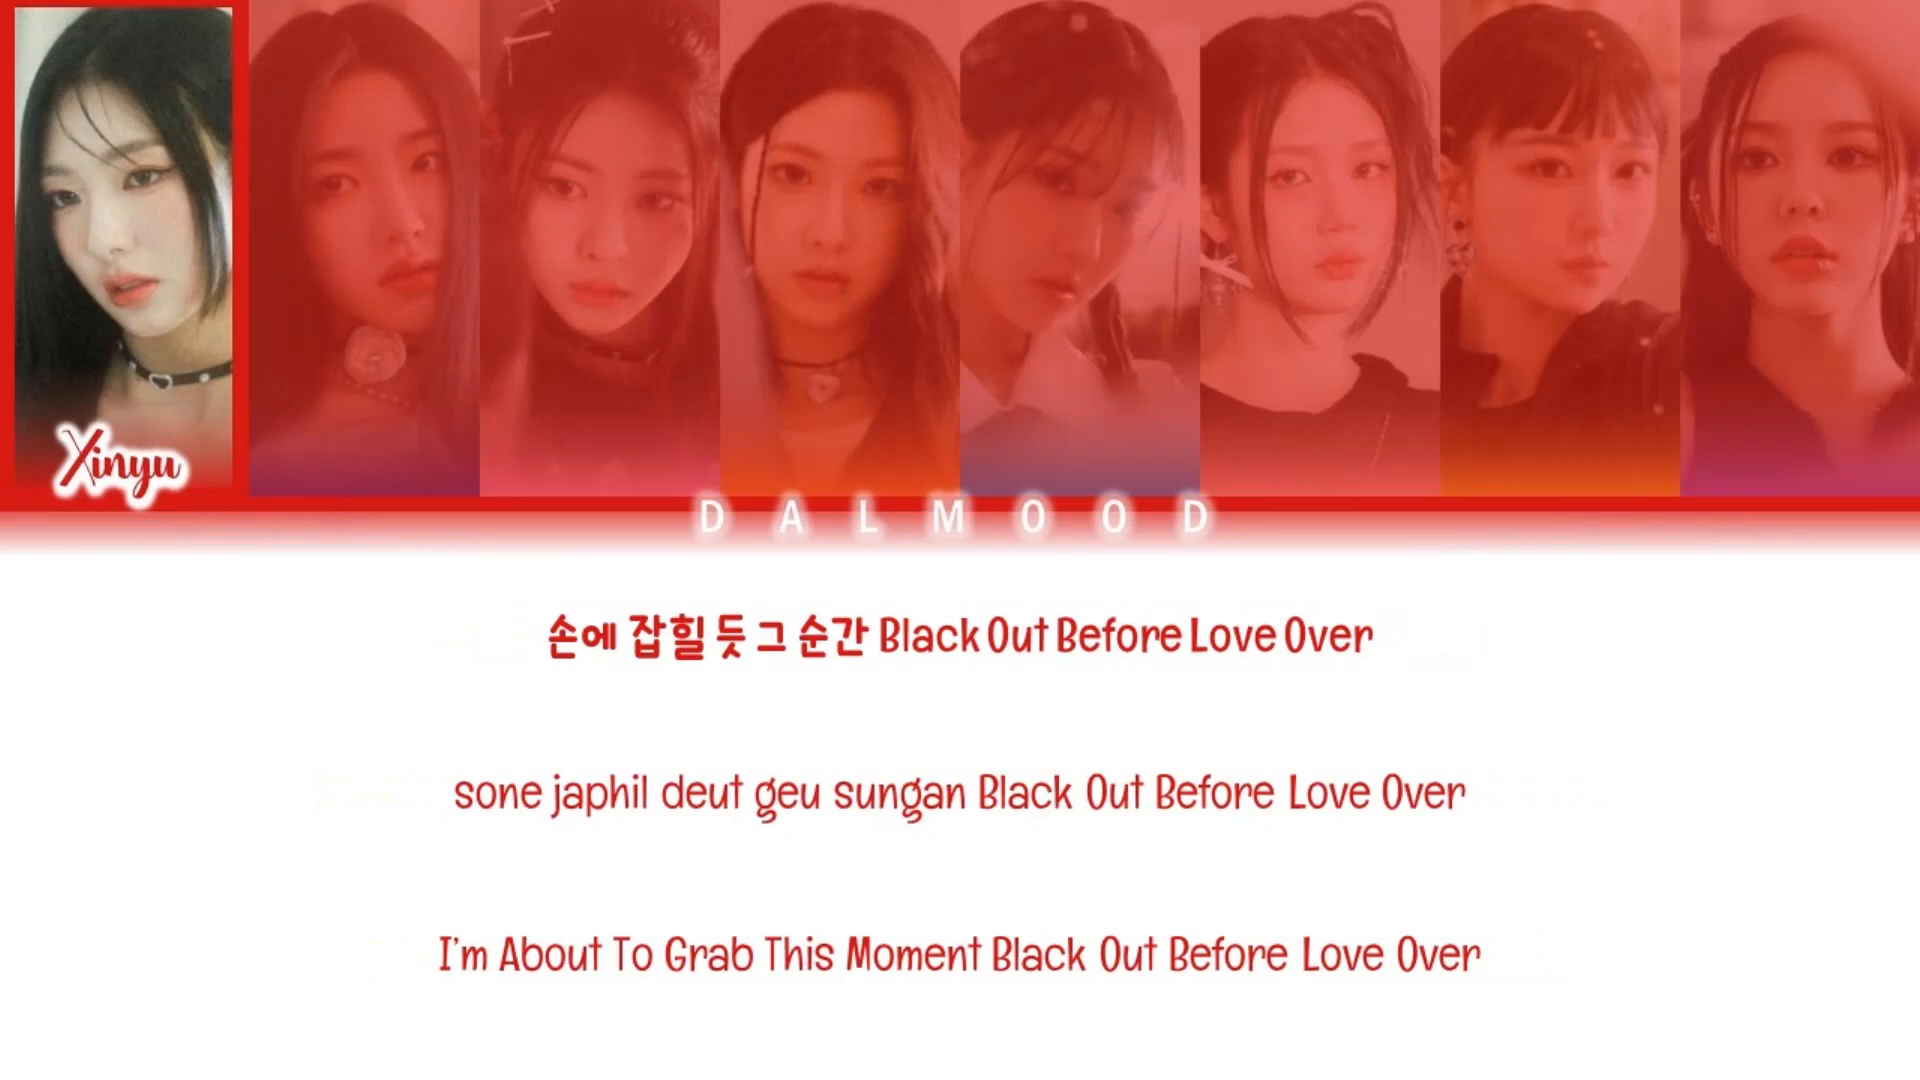 Xinyu
DALMOOD
손에 잡힐 듯 그 순간 Black Out Before Love Over
sone japhil deut geu sungan Black Out Before Love Over
I'm About To Grab This Moment Black Out Before Love Over